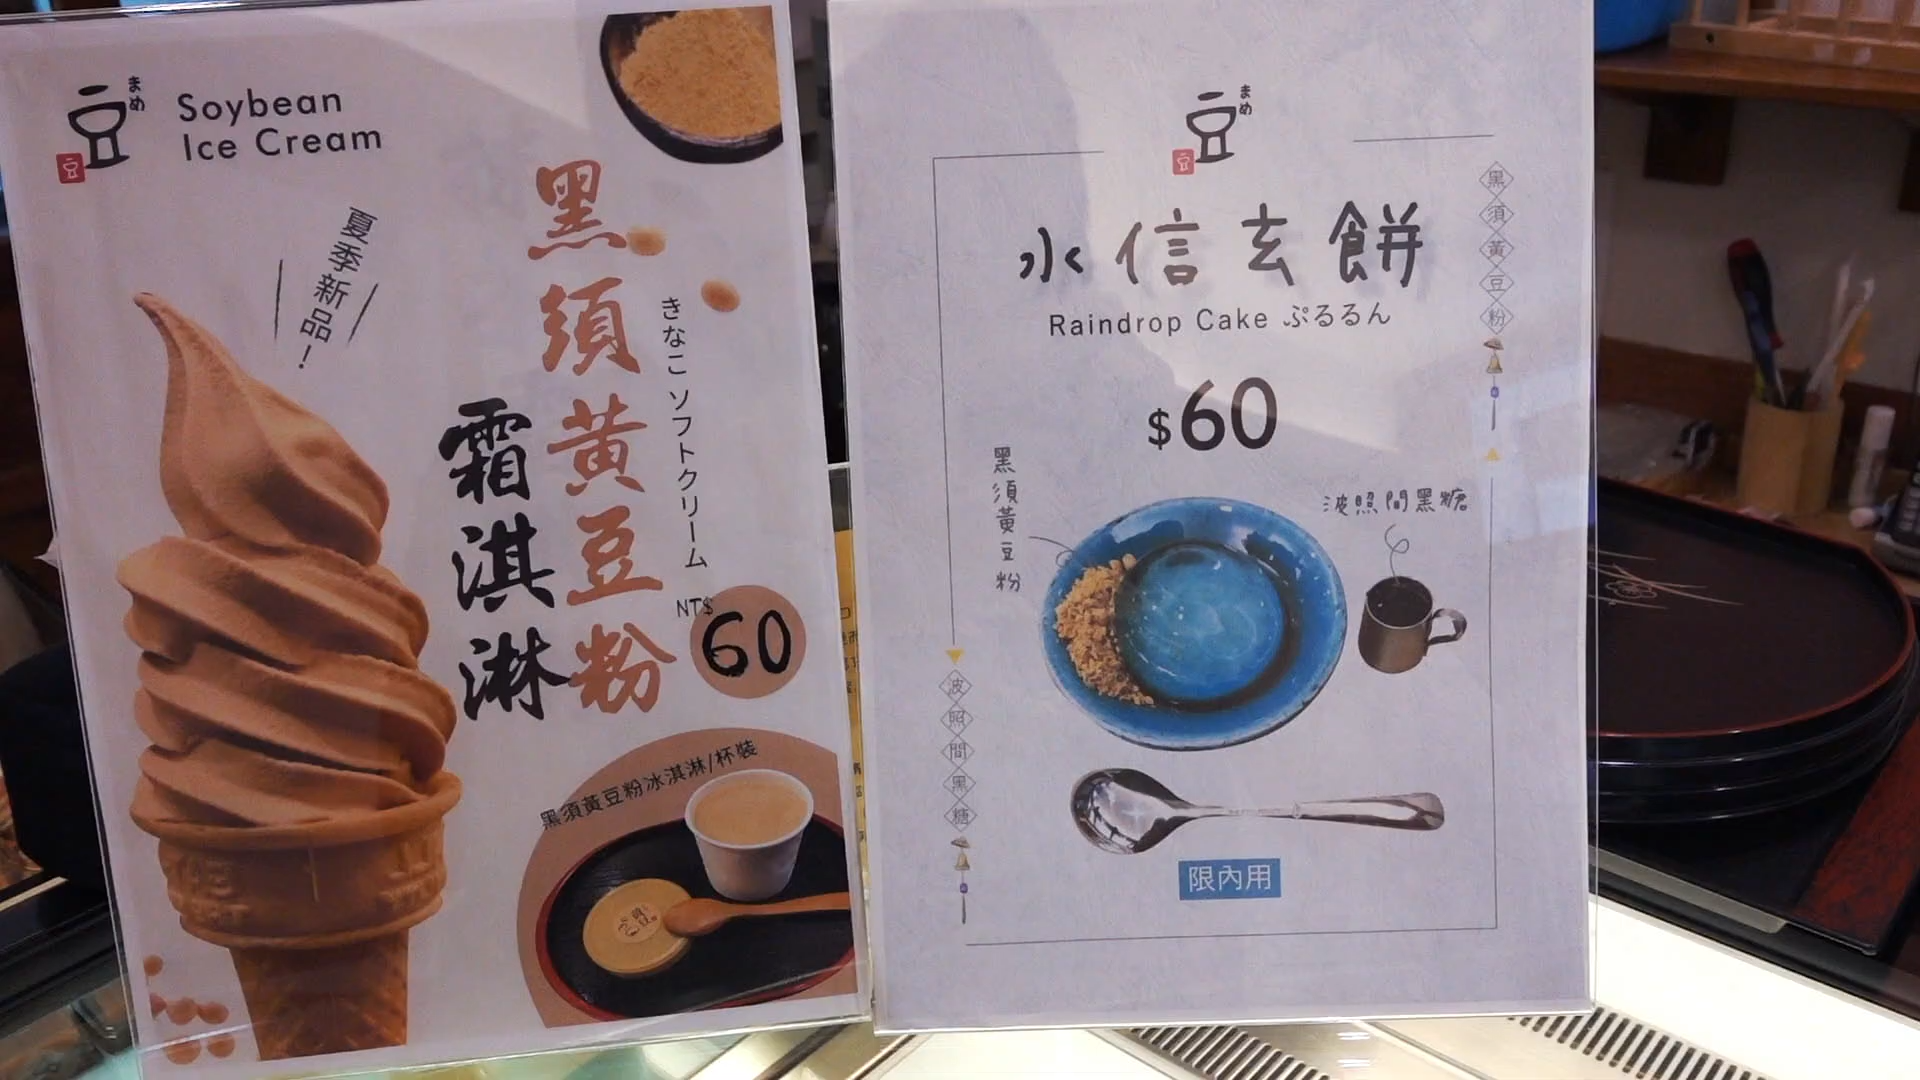 豆
まめ
豆
Soybean
Ice Cream
夏季新品！
黑須黃豆粉
霜淇淋
きなこ ソフトクリーム
NT$
60
黑須黃豆粉冰淇淋/杯裝
豆
まめ
豆
水信玄餅
Raindrop Cake ぷるるん
$60
黑須黃豆粉
黑須黃豆粉
波照間黑糖
波照間黑糖
限內用